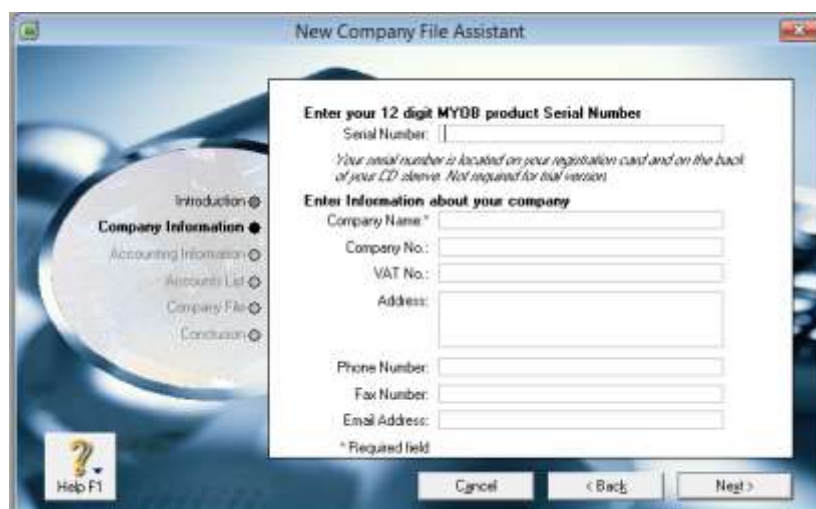 New Company File Assistant
Introduction
Company Information
Accounting Information
Accounts List
Company File
Conclusion
Help F1
Enter your 12 digit MYOB product Serial Number
Serial Number:
Your serial number is located on your registration card and on the back
of your CD sleeve. Not required for trial version
Enter Information about your company
Company Name:*
Company No.:
VAT No.:
Address:
Phone Number:
Fax Number:
Email Address:
* Required field
Cancel
< Back
Next >